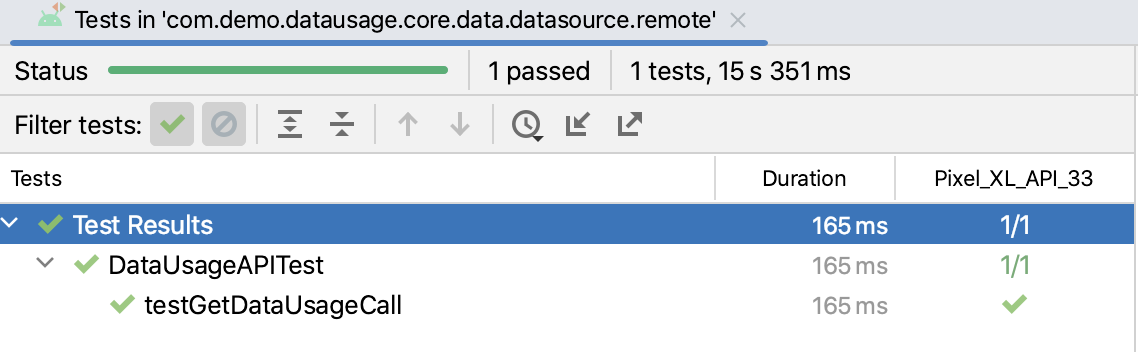 Tests in 'com.demo.datausage.core.data.datasource.remote'
Status 1 passed 1 tests, 15 s 351 ms
Filter tests:
Tests Duration Pixel_XL_API_33
Test Results 165 ms 1/1
DataUsageAPITest 165 ms 1/1
testGetDataUsageCall 165 ms